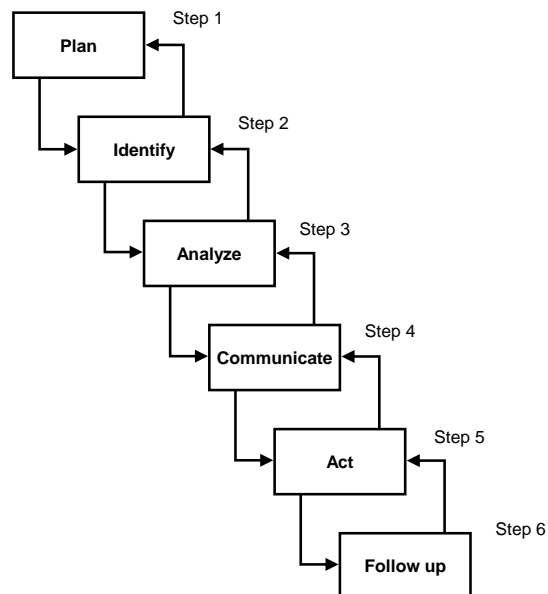 Step 1
Plan
Step 2
Identify
Step 3
Analyze
Step 4
Communicate
Step 5
Act
Step 6
Follow up